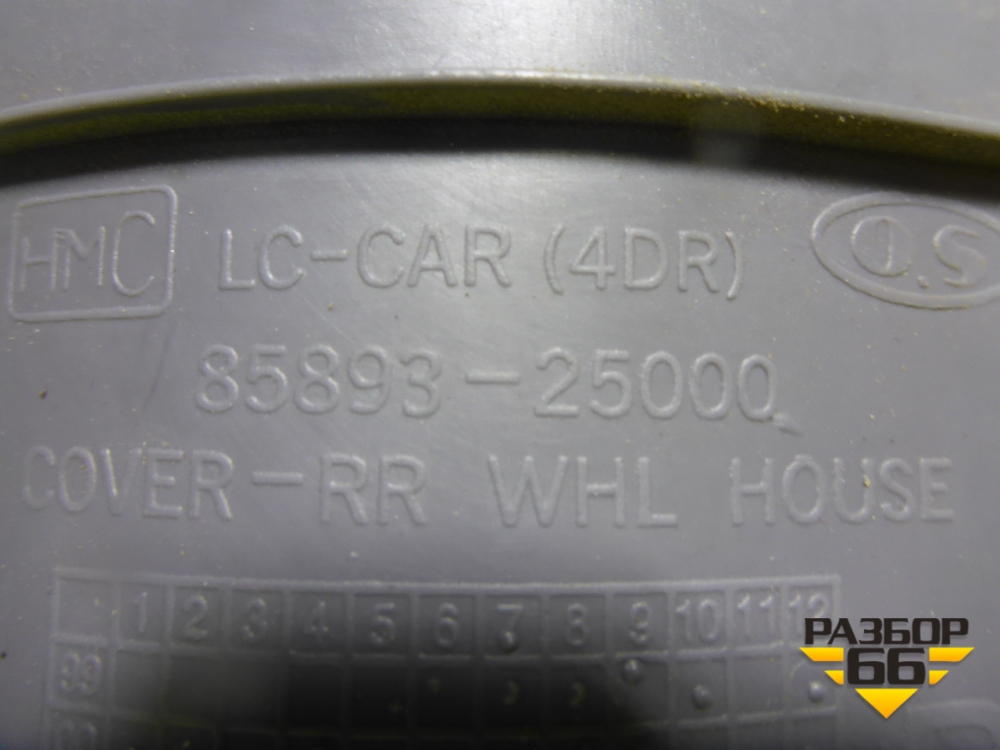 HMC LC-CAR (4DR) O.S
85893-25000
COVER-RR WHL HOUSE
1 2 3 4 5 6 7 8 9 10 11 12
99
РАЗБОР
66